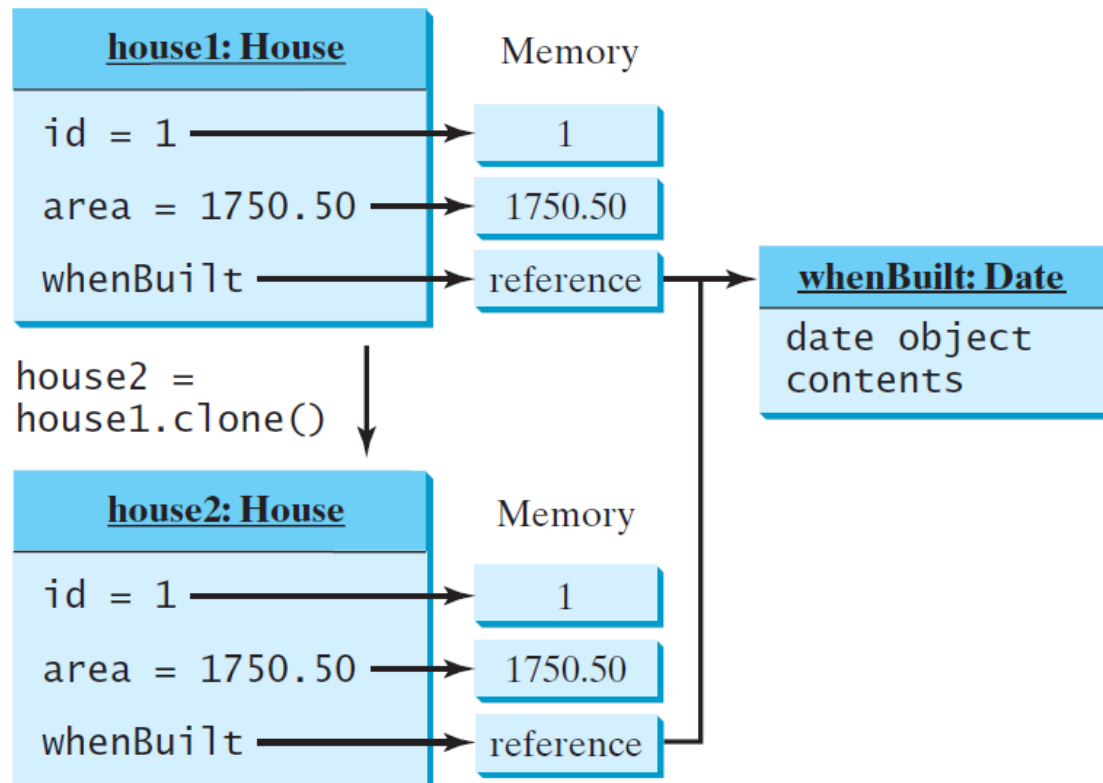 house1: House
Memory
id = 1
1
area = 1750.50
1750.50
whenBuilt
reference
whenBuilt: Date
date object
contents
house2 =
house1.clone()
house2: House
Memory
id = 1
1
area = 1750.50
1750.50
whenBuilt
reference